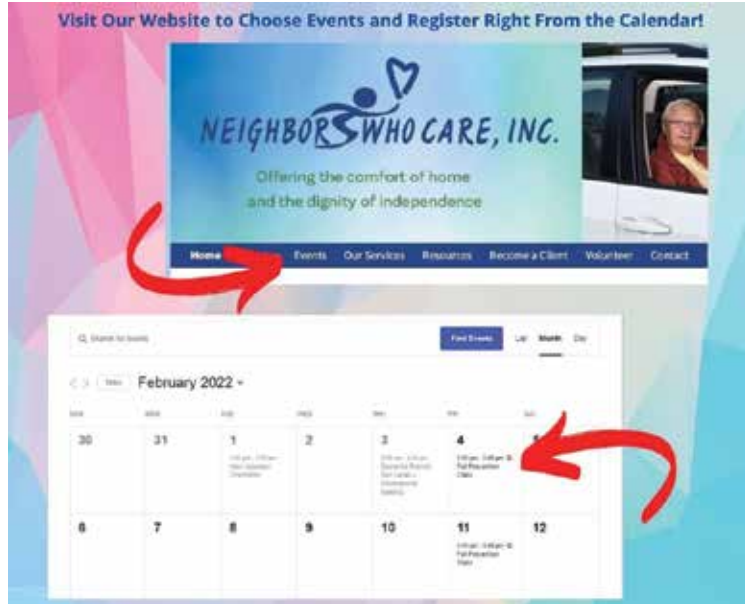 Visit Our Website to Choose Events and Register Right From the Calendar!
NEIGHBORS WHO CARE, INC.
Offering the comfort of home
and the dignity of independence
Home Events Our Services Resources Become a Client Volunteer Contact
Find Events Month Day
February 2022
30 31 1 2 3 4
Fall Prevention
6 7 8 9 10 11 12
Fall Prevention